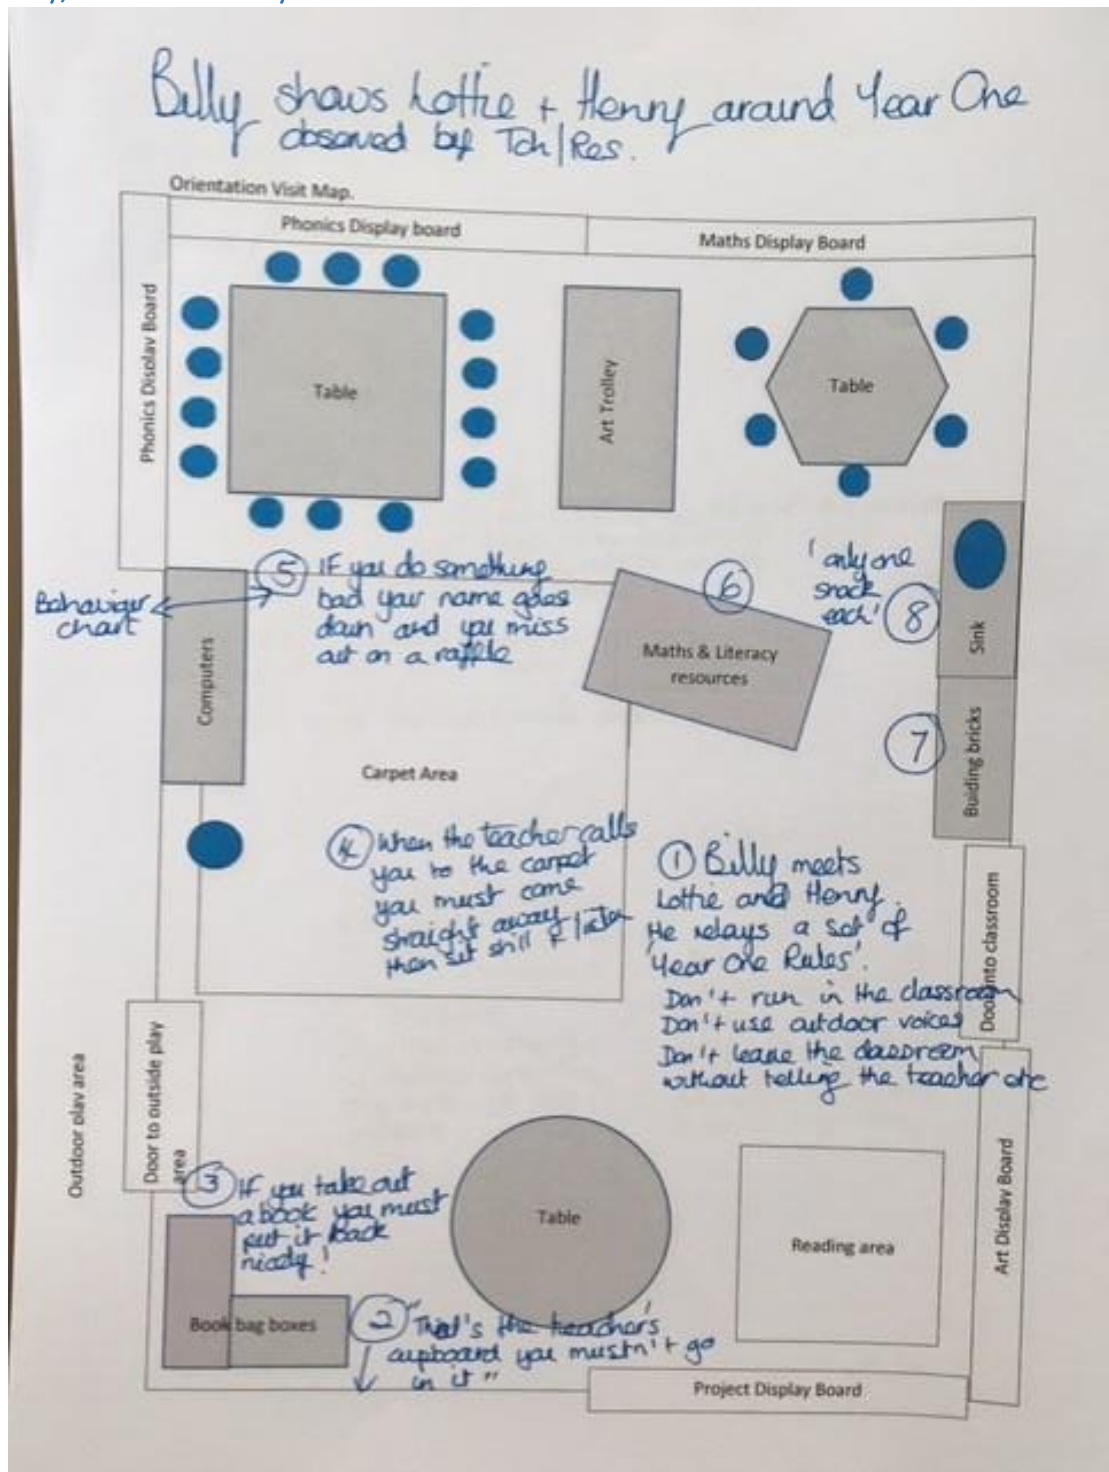 Billy shows Lottie + Henry around Year One
observed by Tch/Res.
Orientation Visit Map.
Phonics Display board
Maths Display Board
Phonics Display Board
Table
Art Trolley
Table
Behaviour
chart
Computers
5 IF you do something
bad your name goes
down and you miss
out on a raffle
6
Maths & Literacy
resources
'only one
snack
each!'
8
Sink
7
Buiding bricks
Carpet Area
4 When the teacher calls
you to the carpet
you must come
straight away
then sit still + listen
1 Billy meets
Lottie and Henry.
He relays a set of
'Year One Rules'.
Don't run in the classroom
Don't use outdoor voices
Don't leave the classroom
without telling the teacher
Door into classroom
Outdoor play area
Door to outside play
area
3 IF you take out
a book you must
put it back
nicely!
Book bag boxes
Table
Reading area
Art Display Board
2 "That's the teacher's
cupboard you mustn't go
in it"
Project Display Board